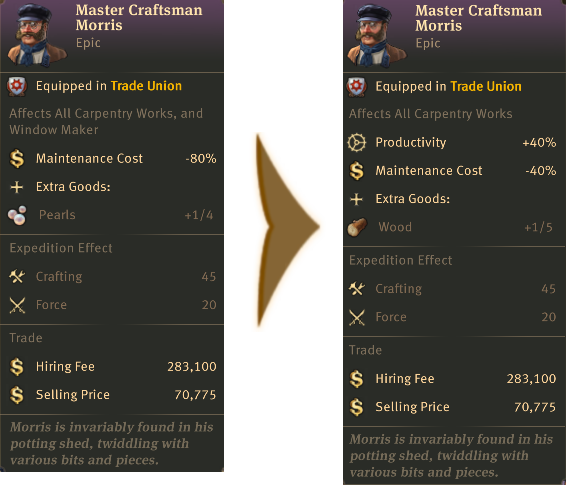 Master Craftsman
Morris
Epic
Equipped in Trade Union
Affects All Carpentry Works, and
Window Maker
Maintenance Cost -80%
Extra Goods:
Pearls +1/4
Expedition Effect
Crafting 45
Force 20
Trade
Hiring Fee 283,100
Selling Price 70,775
Morris is invariably found in his
potting shed, twiddling with
various bits and pieces.
Master Craftsman
Morris
Epic
Equipped in Trade Union
Affects All Carpentry Works
Productivity +40%
Maintenance Cost -40%
Extra Goods:
Wood +1/5
Expedition Effect
Crafting 45
Force 20
Trade
Hiring Fee 283,100
Selling Price 70,775
Morris is invariably found in his
potting shed, twiddling with
various bits and pieces.